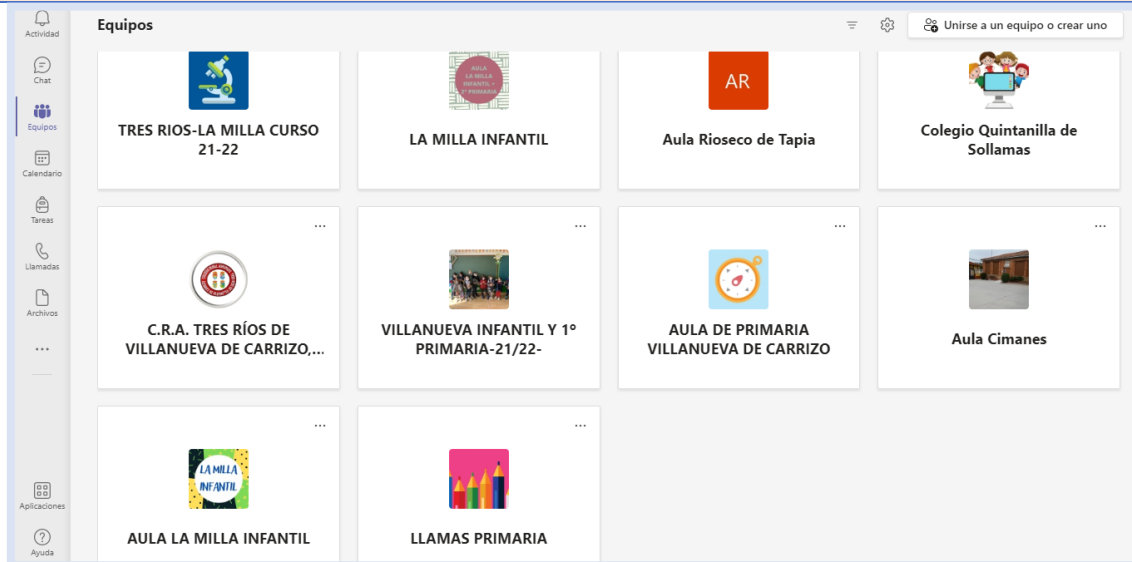 Equipos
Unirse a un equipo o crear uno
Actividad
Chat
Equipos
Calendario
Tareas
Llamadas
Archivos
Aplicaciones
Ayuda
TRES RIOS-LA MILLA CURSO
21-22
AULA
LA MILLA
INFANTIL +
2º PRIMARIA
LA MILLA INFANTIL
AR
Aula Rioseco de Tapia
Colegio Quintanilla de
Sollamas
C.R.A. TRES RÍOS DE
VILLANUEVA DE CARRIZO,...
VILLANUEVA INFANTIL Y 1º
PRIMARIA-21/22-
AULA DE PRIMARIA
VILLANUEVA DE CARRIZO
Aula Cimanes
LA MILLA
INFANTIL
AULA LA MILLA INFANTIL
LLAMAS PRIMARIA